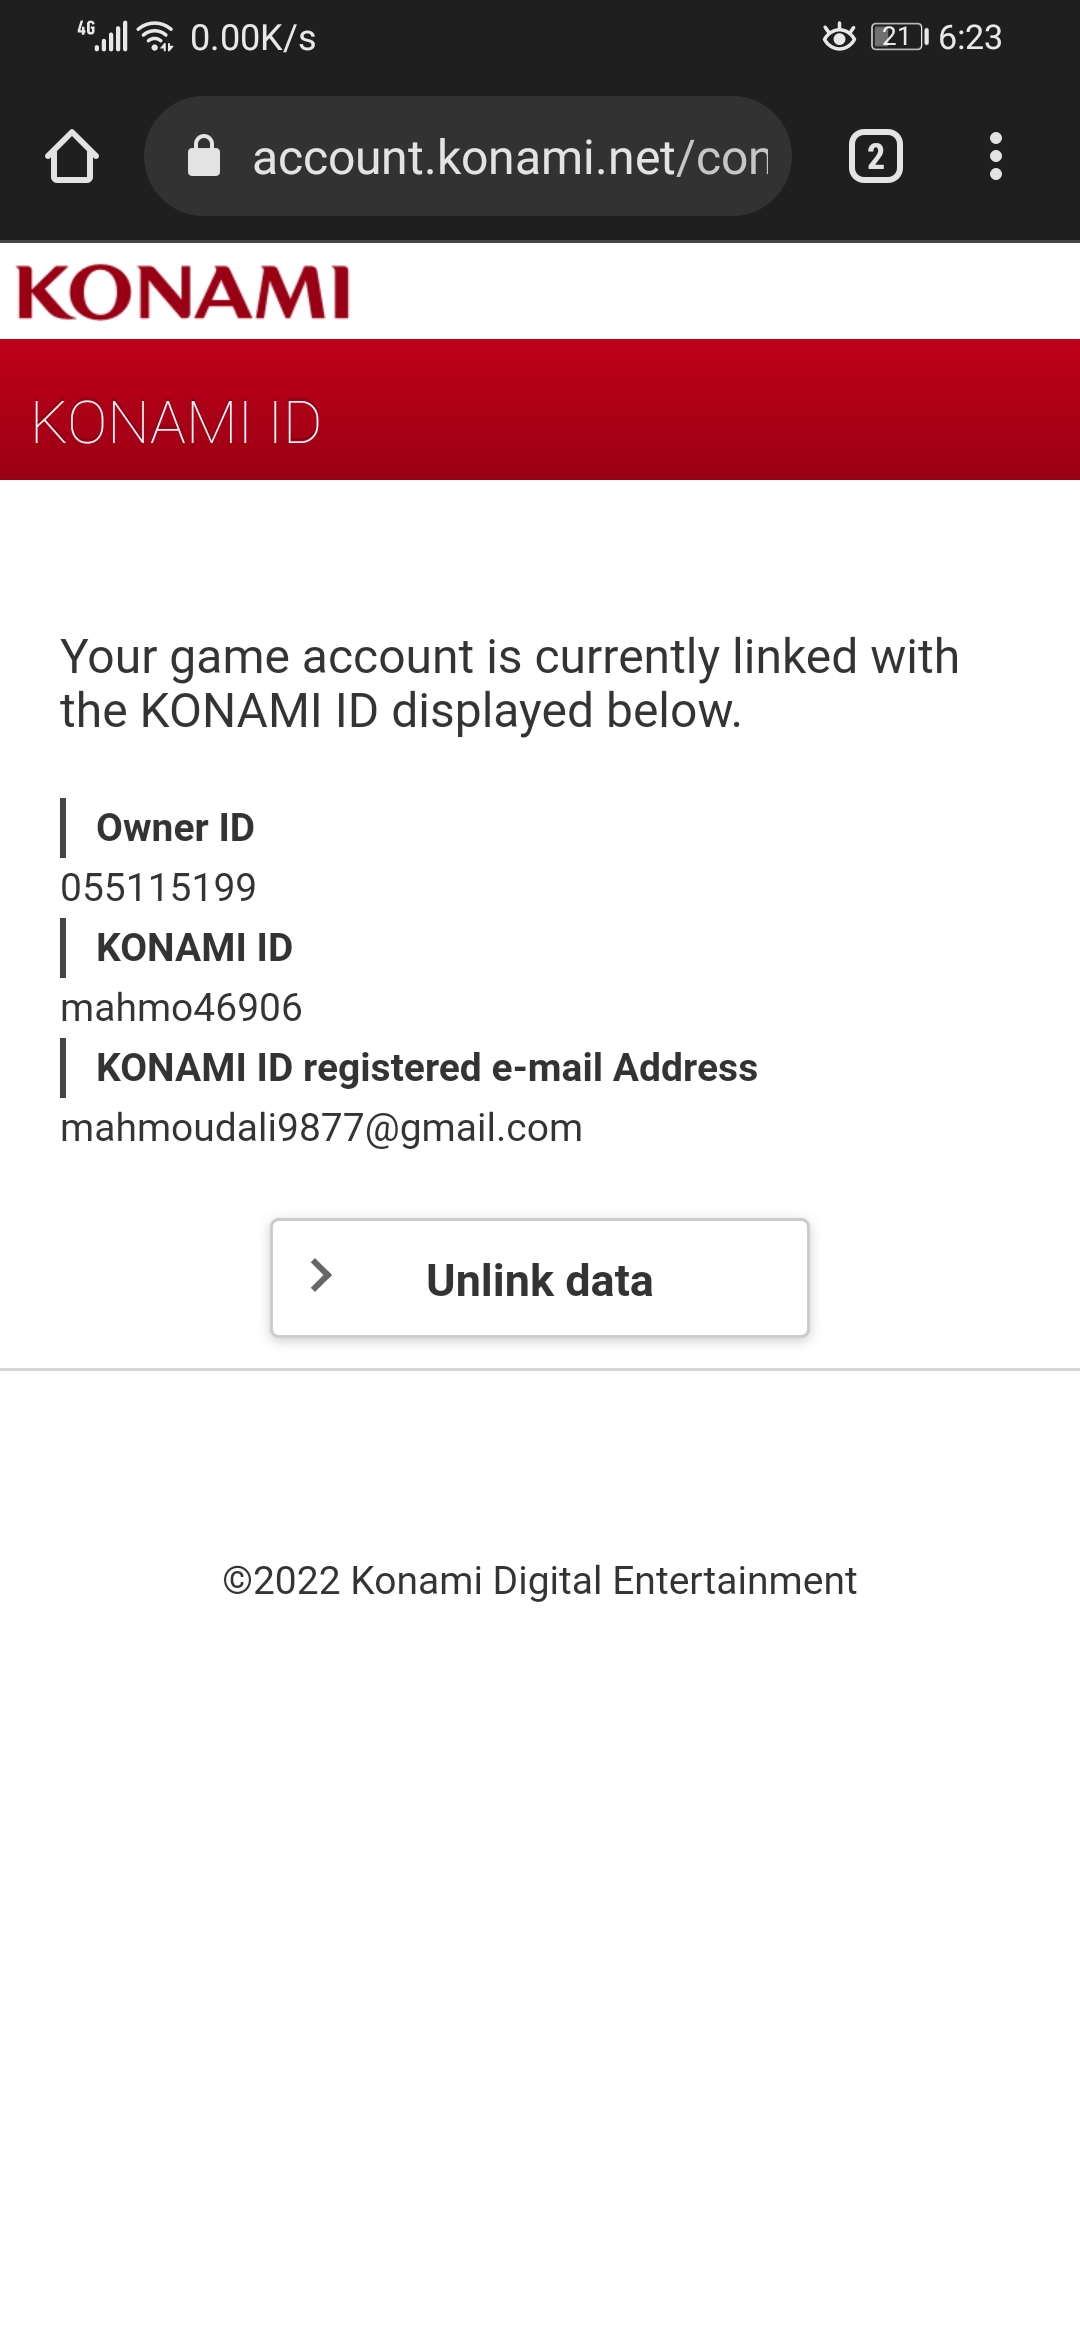 4G 0.00K/s 21 6:23
account.konami.net/con
2
KONAMI
KONAMI ID
Your game account is currently linked with
the KONAMI ID displayed below.
Owner ID
055115199
KONAMI ID
mahmo46906
KONAMI ID registered e-mail Address
mahmoudali9877@gmail.com
Unlink data
©2022 Konami Digital Entertainment